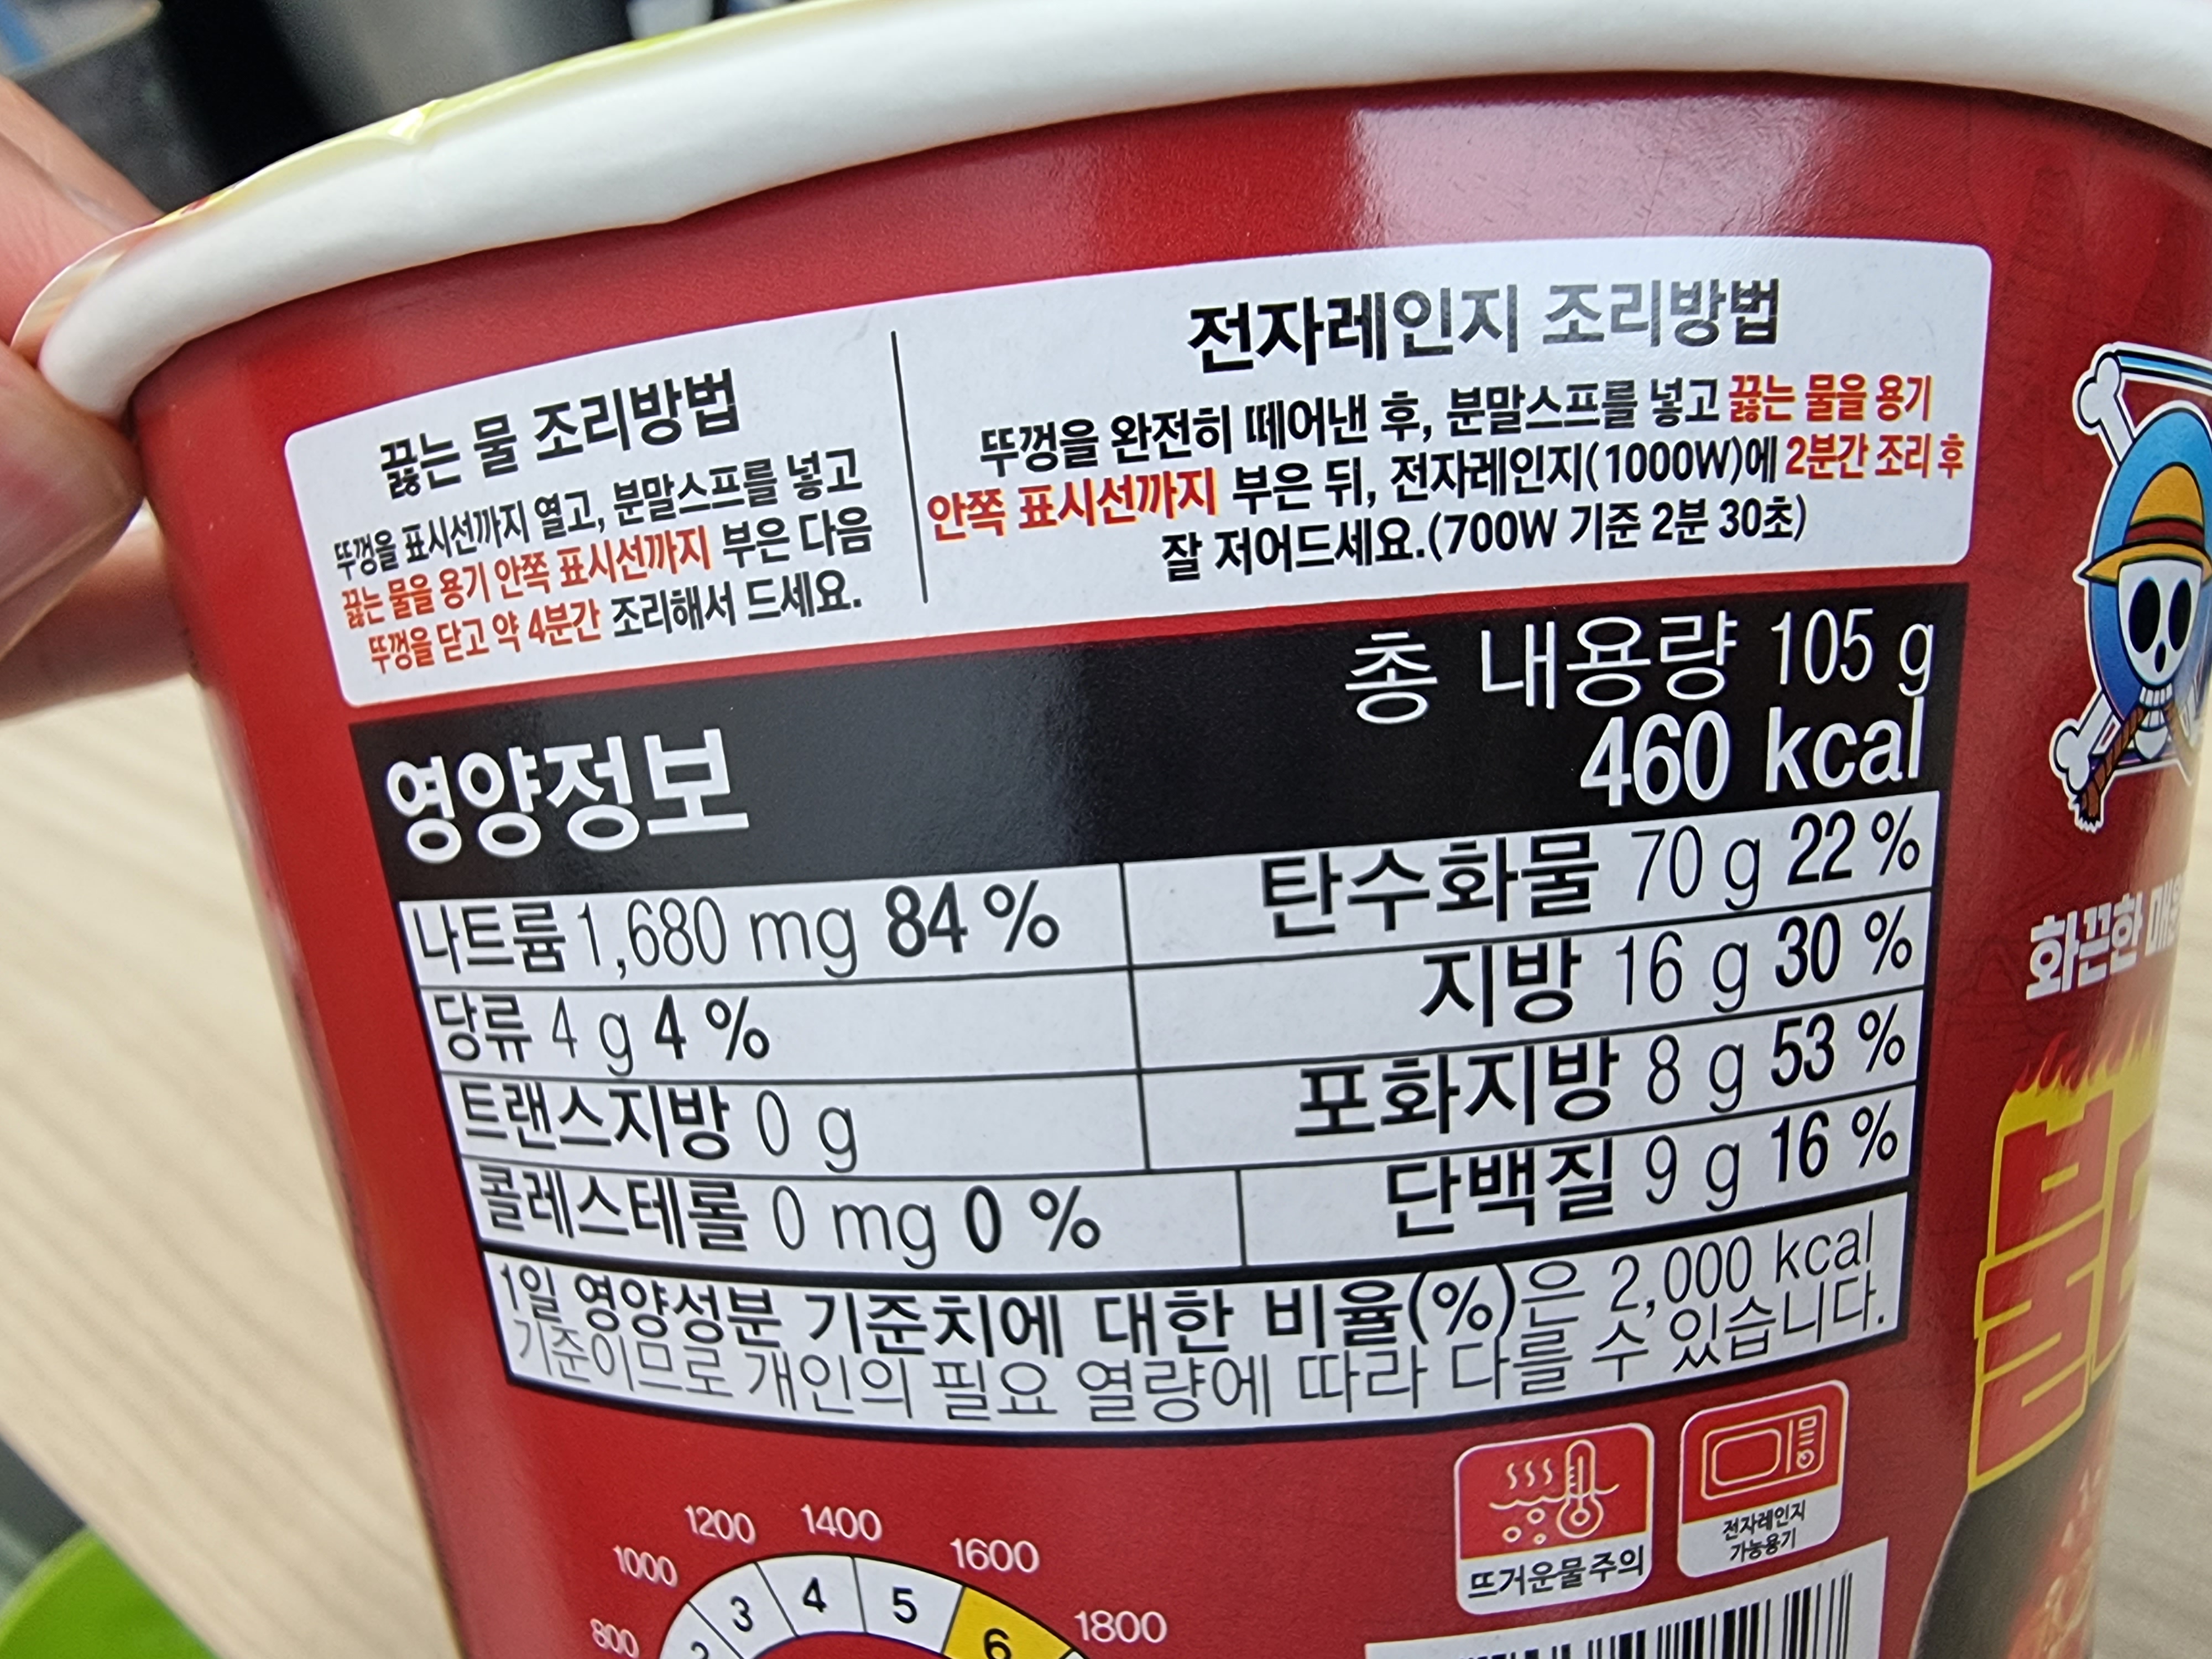 끓는 물 조리방법
뚜껑을 표시선까지 열고, 분말스프를 넣고
끓는 물을 용기 안쪽 표시선까지 부은 다음
뚜껑을 닫고 약 4분간 조리해서 드세요.
전자레인지 조리방법
뚜껑을 완전히 떼어낸 후, 분말스프를 넣고 끓는 물을 용기
안쪽 표시선까지 부은 뒤, 전자레인지(1000W)에 2분간 조리 후
잘 저어드세요.(700W 기준 2분 30초)
영양정보
총 내용량 105 g
460 kcal
나트륨 1,680 mg 84 %
탄수화물 70 g 22 %
당류 4 g 4 %
지방 16 g 30 %
트랜스지방 0 g
포화지방 8 g 53 %
콜레스테롤 0 mg 0 %
단백질 9 g 16 %
1일 영양성분 기준치에 대한 비율(%)은 2,000 kcal
기준이므로 개인의 필요 열량에 따라 다를 수 있습니다.
화끈한
뜨거운물주의
전자레인지
가능용기
800 1000 1200 1400 1600 1800
2 3 4 5 6